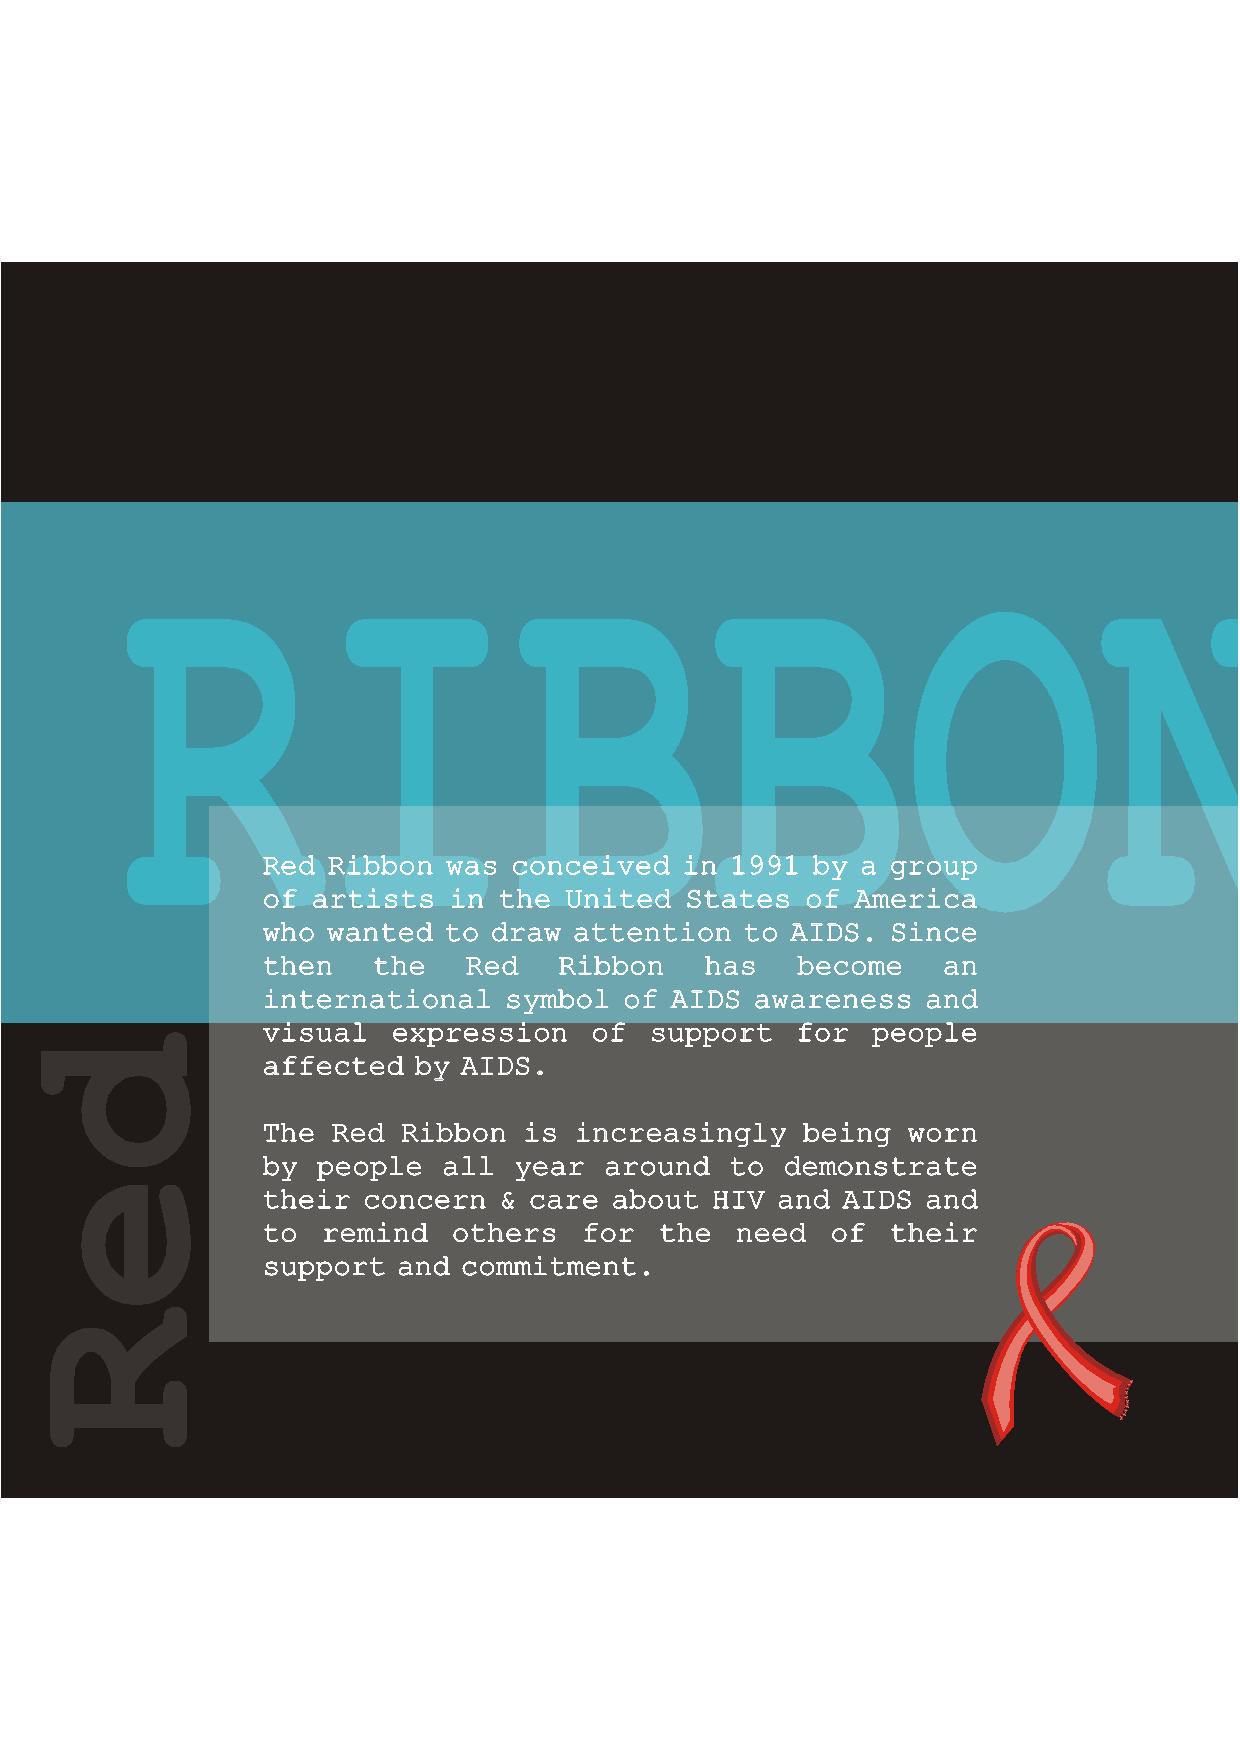 RIBBON
Red
Red Ribbon was conceived in 1991 by a group
of artists in the United States of America
who wanted to draw attention to AIDS. Since
then the Red Ribbon has become an
international symbol of AIDS awareness and
visual expression of support for people
affected by AIDS.
The Red Ribbon is increasingly being worn
by people all year around to demonstrate
their concern & care about HIV and AIDS and
to remind others for the need of their
support and commitment.